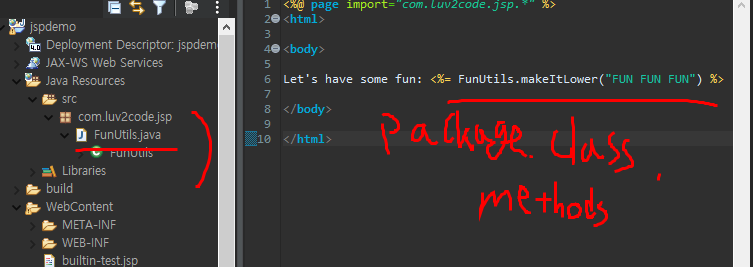 jspdemo
Deployment Descriptor: jspdemo
JAX-WS Web Services
Java Resources
src
com.luv2code.jsp
FunUtils.java
FunUtils
Libraries
build
WebContent
META-INF
WEB-INF
builtin-test.jsp
1 <%@ page import="com.luv2code.jsp.*" %>
2 <html>
3
4 <body>
5
6 Let's have some fun: <%= FunUtils.makeItLower("FUN FUN FUN") %>
7
8 </body>
9
10 </html>
package. class.
methods